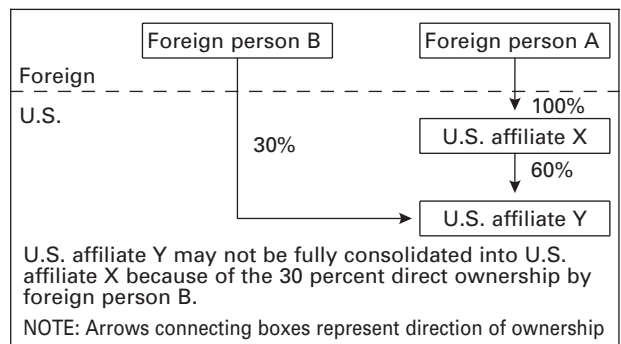 Foreign person B
Foreign person A
Foreign
U.S.
100%
U.S. affiliate X
30%
60%
U.S. affiliate Y
U.S. affiliate Y may not be fully consolidated into U.S.
affiliate X because of the 30 percent direct ownership by
foreign person B.
NOTE: Arrows connecting boxes represent direction of ownership